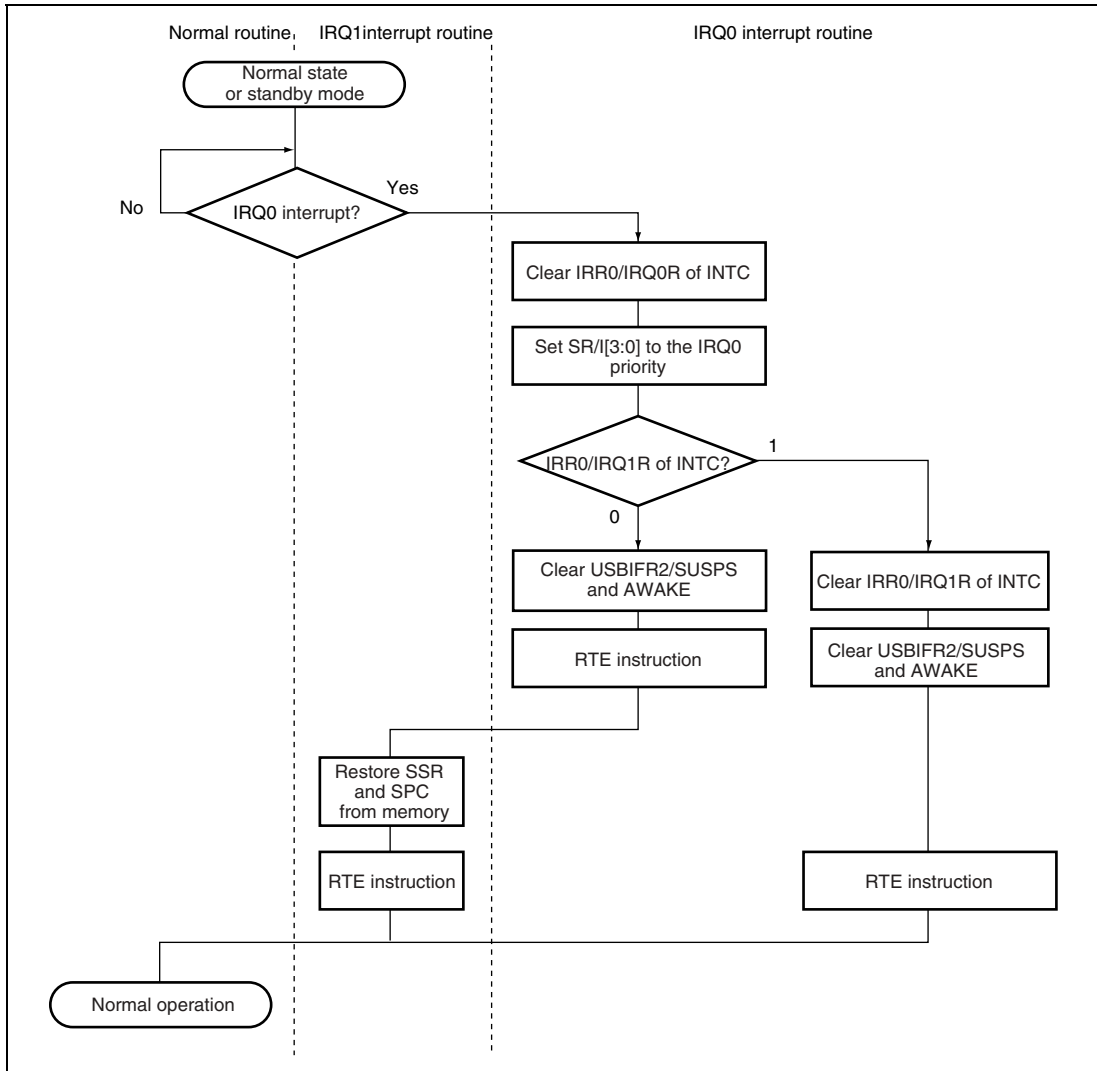 Normal routine
IRQ1interrupt routine
IRQ0 interrupt routine
Normal state
or standby mode
No
Yes
IRQ0 interrupt?
Clear IRR0/IRQ0R of INTC
Set SR/I[3:0] to the IRQ0
priority
IRR0/IRQ1R of INTC?
1
0
Clear USBIFR2/SUSPS
and AWAKE
Clear IRR0/IRQ1R of INTC
RTE instruction
Clear USBIFR2/SUSPS
and AWAKE
Restore SSR
and SPC
from memory
RTE instruction
RTE instruction
Normal operation